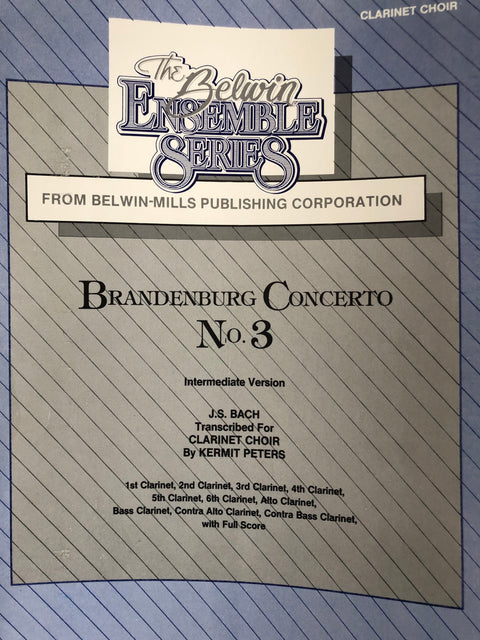 CLARINET CHOIR
The Belwin
ENSEMBLE
SERIES
FROM BELWIN-MILLS PUBLISHING CORPORATION
BRANDENBURG CONCERTO
No. 3
Intermediate Version
J.S. BACH
Transcribed For
CLARINET CHOIR
By KERMIT PETERS
1st Clarinet, 2nd Clarinet, 3rd Clarinet, 4th Clarinet,
5th Clarinet, 6th Clarinet, Alto Clarinet,
Bass Clarinet, Contra Alto Clarinet, Contra Bass Clarinet,
with Full Score